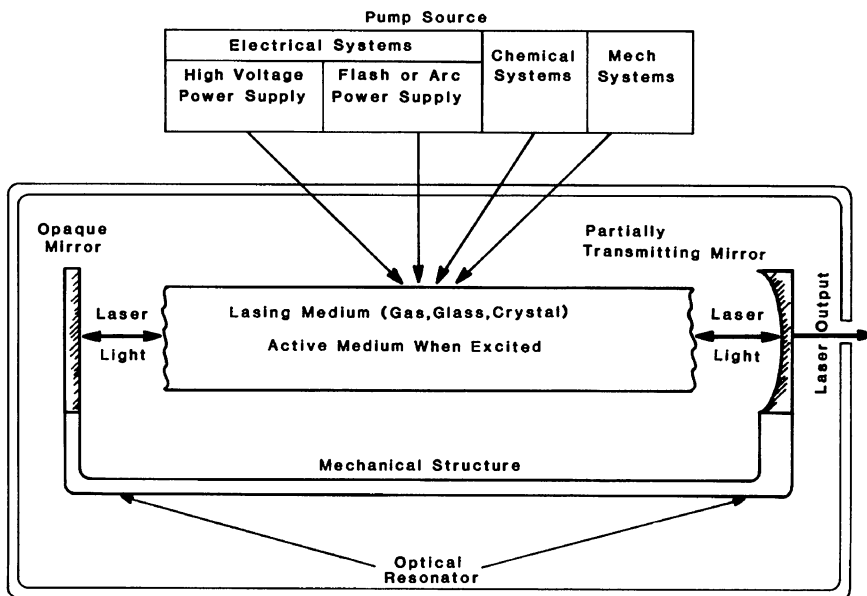 Pump Source
Electrical Systems
High Voltage
Power Supply
Flash or Arc
Power Supply
Chemical
Systems
Mech
Systems
Opaque
Mirror
Partially
Transmitting Mirror
Laser
Light
Lasing Medium (Gas,Glass,Crystal)
Active Medium When Excited
Laser
Light
Laser Output
Mechanical Structure
Optical
Resonator